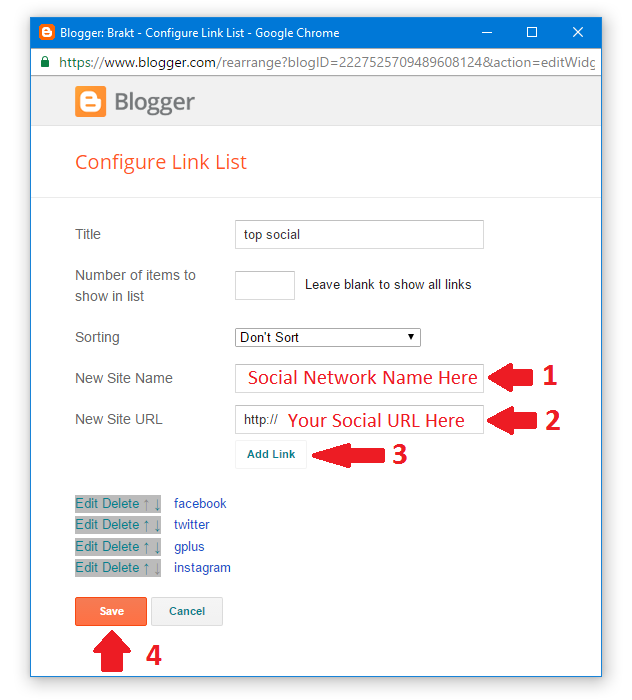 Blogger: Brakt - Configure Link List - Google Chrome
https://www.blogger.com/rearrange?blogID=2227525709489608124&action=editWidg
Blogger
Configure Link List
Title top social
Number of items to show in list Leave blank to show all links
Sorting Don't Sort
New Site Name Social Network Name Here 1
New Site URL http:// Your Social URL Here 2
Add Link 3
Edit Delete ↑ ↓ facebook
Edit Delete ↑ ↓ twitter
Edit Delete ↑ ↓ gplus
Edit Delete ↑ ↓ instagram
Save Cancel
4